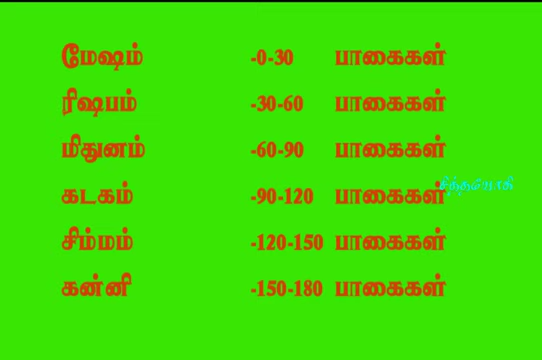 மேஷம் -0-30 பாகைகள்
ரிஷபம் -30-60 பாகைகள்
மிதுனம் -60-90 பாகைகள்
கடகம் -90-120 பாகைகள்
சித்தயோகி
சிம்மம் -120-150 பாகைகள்
கன்னி -150-180 பாகைகள்